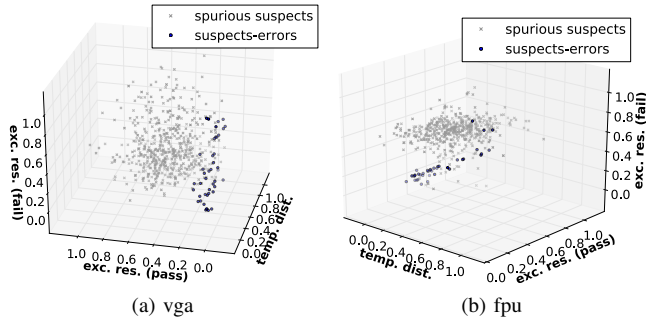 spurious suspects
suspects-errors
exc. res. (fail)
1.0
0.8
0.6
0.4
0.2
0.0
1.0 0.8 0.6 0.4 0.2 0.0
exc. res. (pass)
0.0 0.2 0.4 0.6 0.8 1.0
temp. dist.
(a) vga
spurious suspects
suspects-errors
exc. res. (fail)
1.0
0.8
0.6
0.4
0.2
0.0
0.0 0.2 0.4 0.6 0.8 1.0
temp. dist.
0.0 0.2 0.4 0.6 0.8 1.0
exc. res. (pass)
(b) fpu